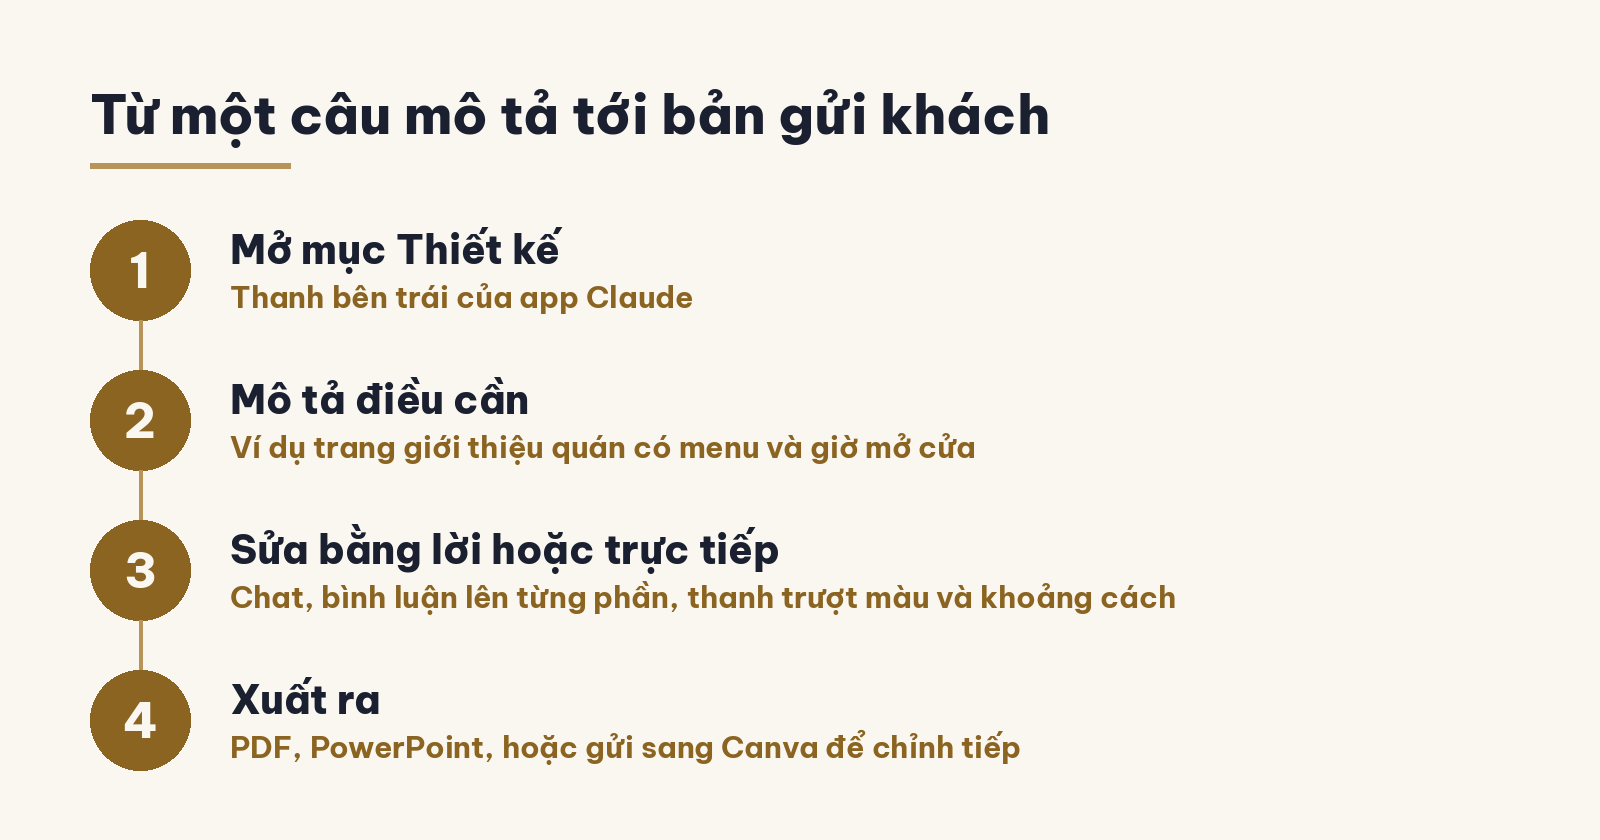 Từ một câu mô tả tới bản gửi khách
1
Mở mục Thiết kế
Thanh bên trái của app Claude
2
Mô tả điều cần
Ví dụ trang giới thiệu quán có menu và giờ mở cửa
3
Sửa bằng lời hoặc trực tiếp
Chat, bình luận lên từng phần, thanh trượt màu và khoảng cách
4
Xuất ra
PDF, PowerPoint, hoặc gửi sang Canva để chỉnh tiếp